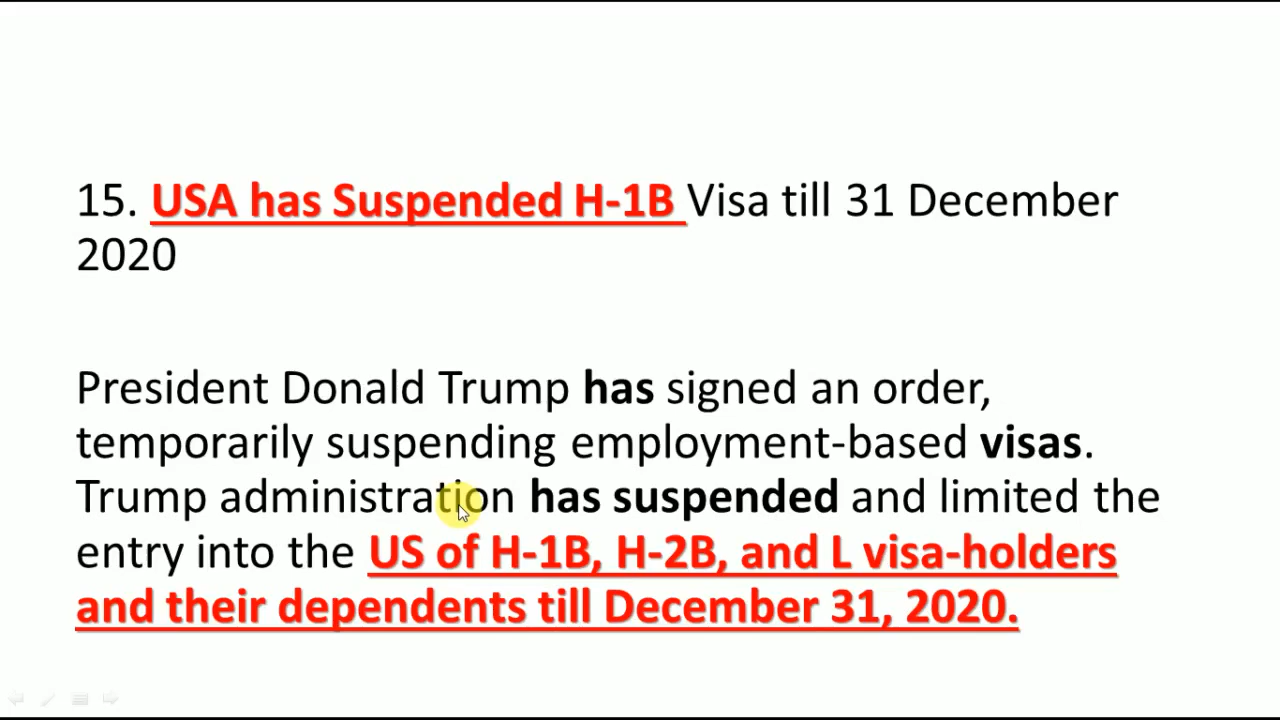 15. USA has Suspended H-1B Visa till 31 December
2020
President Donald Trump has signed an order,
temporarily suspending employment-based visas.
Trump administration has suspended and limited the
entry into the US of H-1B, H-2B, and L visa-holders
and their dependents till December 31, 2020.